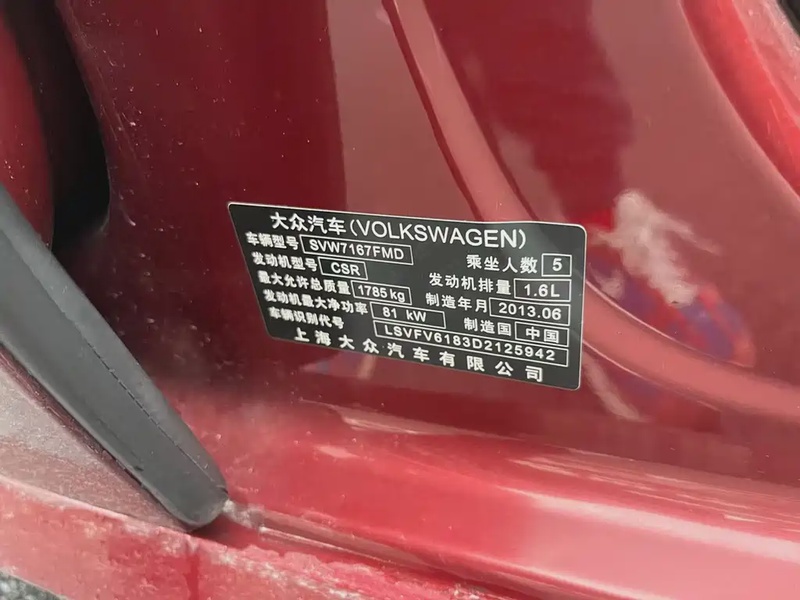 大众汽车(VOLKSWAGEN)
车辆型号 SVW7167FMD 乘坐人数 5
发动机型号 CSR 发动机排量 1.6L
最大允许总质量 1785kg 制造年月 2013.06
发动机最大净功率 81 kW 制造国 中国
车辆识别代号 LSVFV6183D2125942
上海大众汽车有限公司